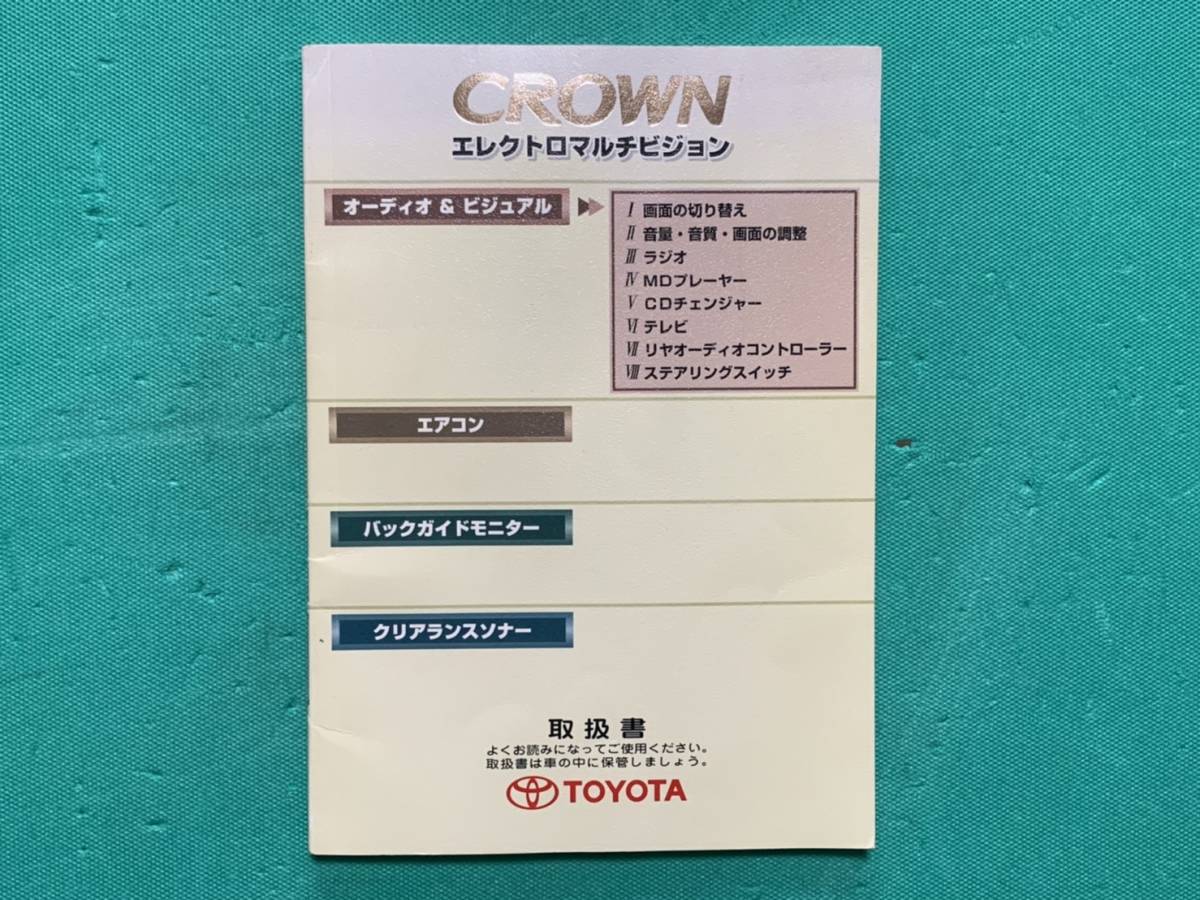 CROWN
エレクトロマルチビジョン
オーディオ & ビジュアル
I 画面の切り替え
II 音量・音質・画面の調整
III ラジオ
IV MDプレーヤー
V CDチェンジャー
VI テレビ
VII リヤオーディオコントローラー
VIII ステアリングスイッチ
エアコン
バックガイドモニター
クリアランスソナー
取扱書
よくお読みになってご使用ください。
取扱書は車の中に保管しましょう。
TOYOTA